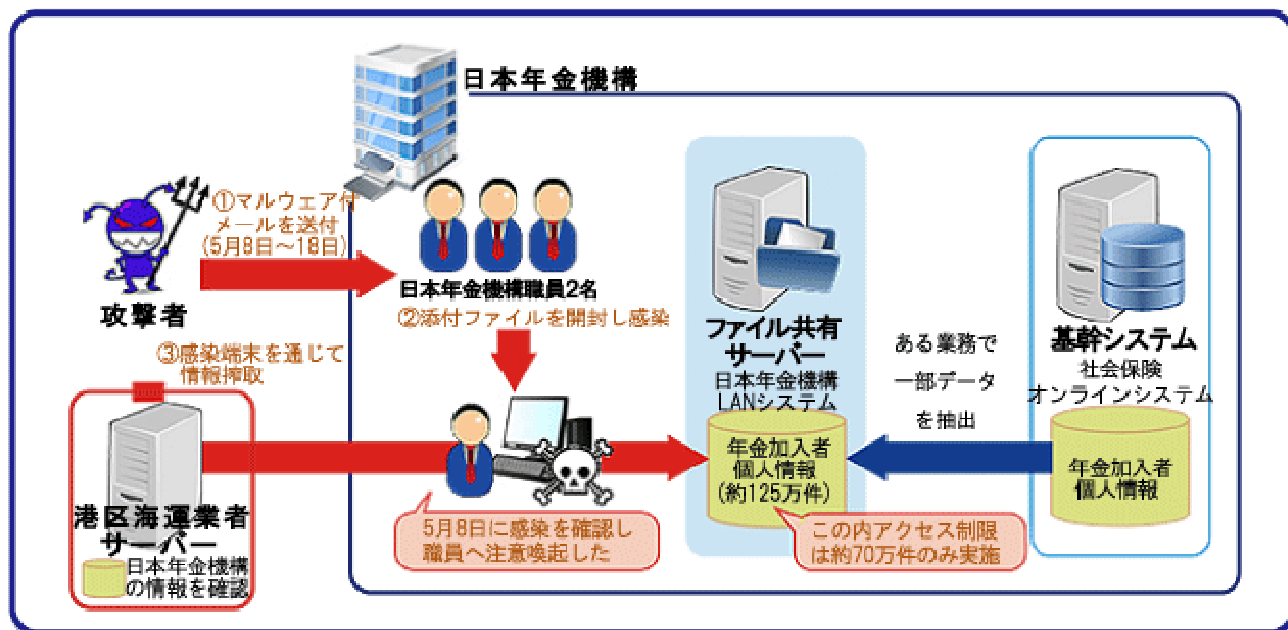 日本年金機構
①マルウェア付
メールを送付
(5月8日～18日)
攻撃者
日本年金機構職員2名
②添付ファイルを開封し感染
③感染端末を通じて
情報搾取
港区海運業者
サーバー
日本年金機構
の情報を確認
5月8日に感染を確認し
職員へ注意喚起した
ファイル共有
サーバー
日本年金機構
LANシステム
年金加入者
個人情報
(約125万件)
この内アクセス制限
は約70万件のみ実施
ある業務で
一部データ
を抽出
基幹システム
社会保険
オンラインシステム
年金加入者
個人情報